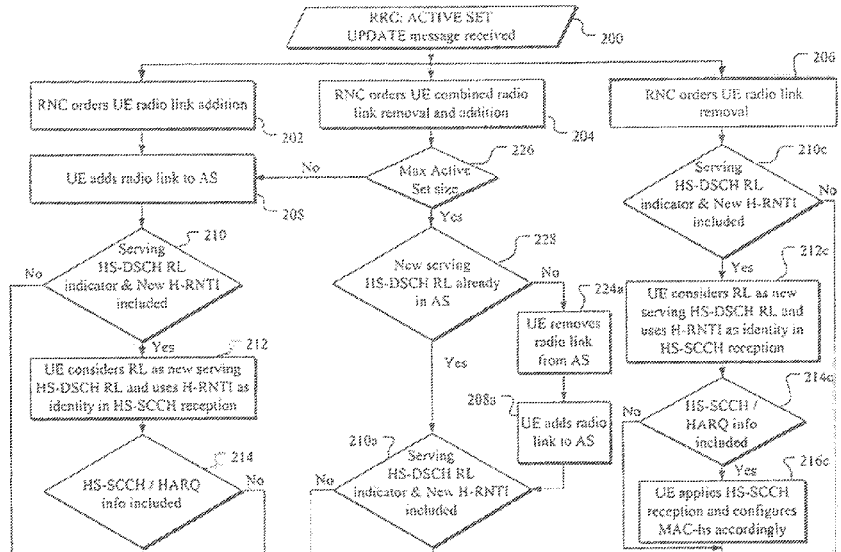 RRC: ACTIVE SET
UPDATE message received
200
RNC orders UE radio link addition
202
RNC orders UE combined radio
link removal and addition
204
206
RNC orders UE radio link
removal
UE adds radio link to AS
208
No
Max Active
Set size
226
Yes
Serving
HS-DSCH RL
indicator & New H-RNTI
included
210c
No
Yes
Serving
HS-DSCH RL
indicator & New H-RNTI
included
210
No
Yes
New serving
HS-DSCH RL already
in AS
228
No
Yes
224a
UE removes
radio link
from AS
208a
UE adds radio
link to AS
212c
UE considers RL as new
serving HS-DSCH RL and
uses H-RNTI as identity in
HS-SCCH reception
212
UE considers RL as new serving
HS-DSCH RL and uses H-RNTI as
identity in HS-SCCH reception
214c
No
HS-SCCH /
HARQ info
included
Yes
214
HS-SCCH / HARQ
info included
No
210a
Serving
HS-DSCH RL
indicator & New H-RNTI
included
No
216c
UE applies HS-SCCH
reception and configures
MAC-hs accordingly